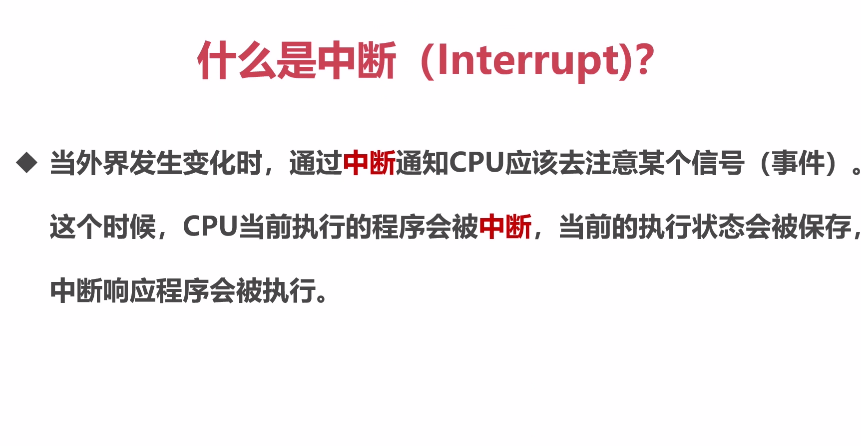 什么是中断（Interrupt)?
◆ 当外界发生变化时，通过中断通知CPU应该去注意某个信号（事件）。
这个时候，CPU当前执行的程序会被中断，当前的执行状态会被保存，
中断响应程序会被执行。